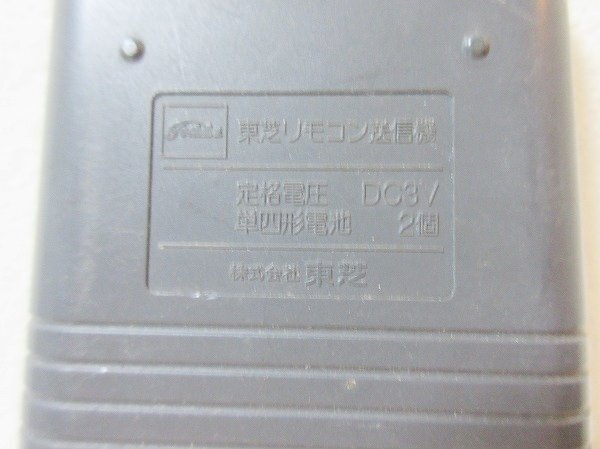 東芝リモコン送信機
定格電圧 DC3V
単四形電池 2個
株式会社 東芝